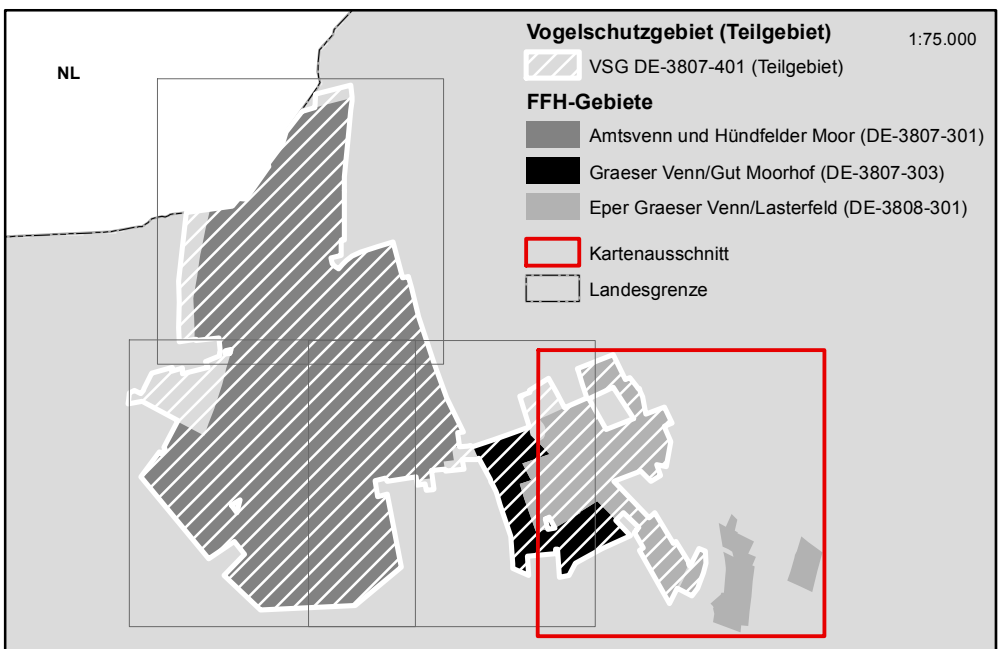 Vogelschutzgebiet (Teilgebiet)
1:75.000
NL
VSG DE-3807-401 (Teilgebiet)
FFH-Gebiete
Amtsvenn und Hündfelder Moor (DE-3807-301)
Graeser Venn/Gut Moorhof (DE-3807-303)
Eper Graeser Venn/Lasterfeld (DE-3808-301)
Kartenausschnitt
Landesgrenze